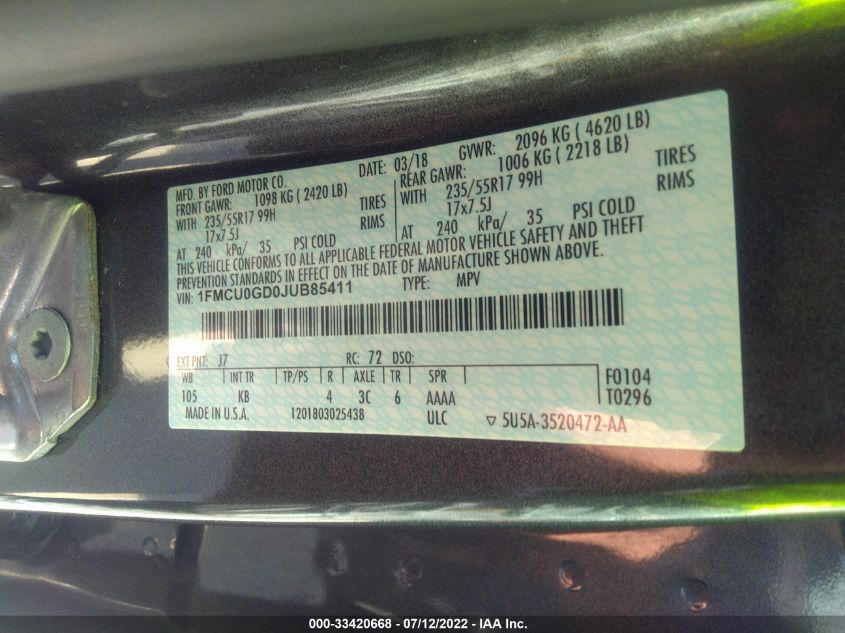 MFD. BY FORD MOTOR CO. DATE: 03/18 GVWR: 2096 KG ( 4620 LB)
FRONT GAWR: 1098 KG ( 2420 LB) REAR GAWR: 1006 KG ( 2218 LB)
WITH 235/55R17 99H TIRES WITH 235/55R17 99H TIRES
17x7.5J RIMS 17x7.5J RIMS
AT 240 kPa/ 35 PSI COLD AT 240 kPa/ 35 PSI COLD
THIS VEHICLE CONFORMS TO ALL APPLICABLE FEDERAL MOTOR VEHICLE SAFETY AND THEFT
PREVENTION STANDARDS IN EFFECT ON THE DATE OF MANUFACTURE SHOWN ABOVE.
VIN: 1FMCU0GD0JUB85411 TYPE: MPV
EXT PNT: J7 RC: 72 DSO:
WB INT TR TP/PS R AXLE TR SPR F0104
105 KB 4 3C 6 AAAA T0296
MADE IN U.S.A. 1201803025438 ULC ▽ 5U5A-3520472-AA
000-33420668 - 07/12/2022 - IAA Inc.